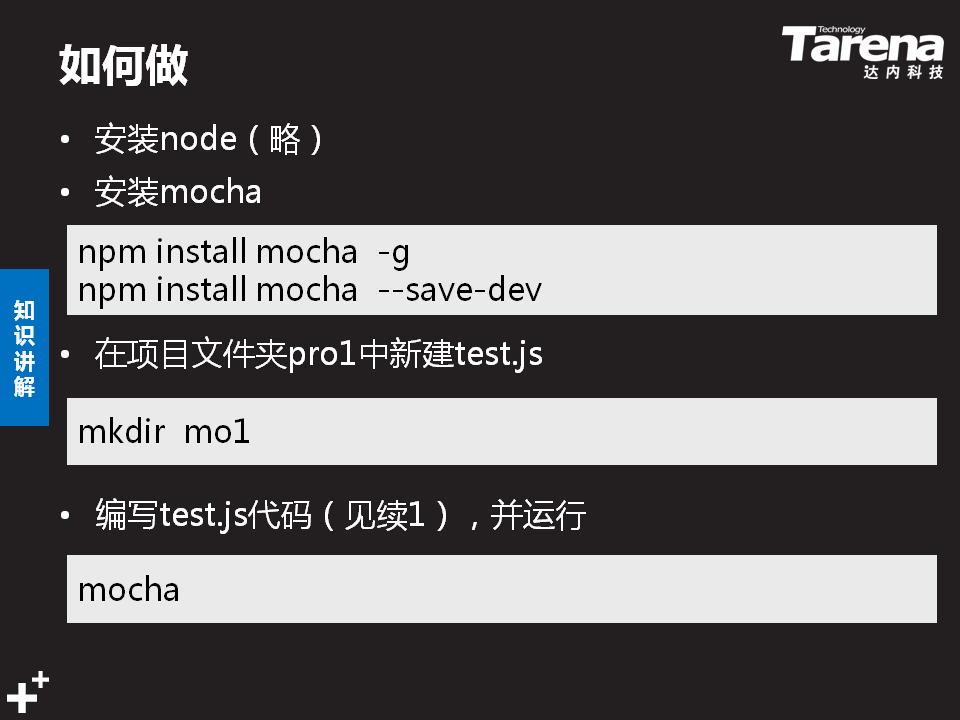 如何做
Technology
Tarena
达内科技
• 安装node（略）
• 安装mocha
npm install mocha  -g
npm install mocha  --save-dev
知识讲解
• 在项目文件夹pro1中新建test.js
mkdir  mo1
• 编写test.js代码（见续1），并运行
mocha